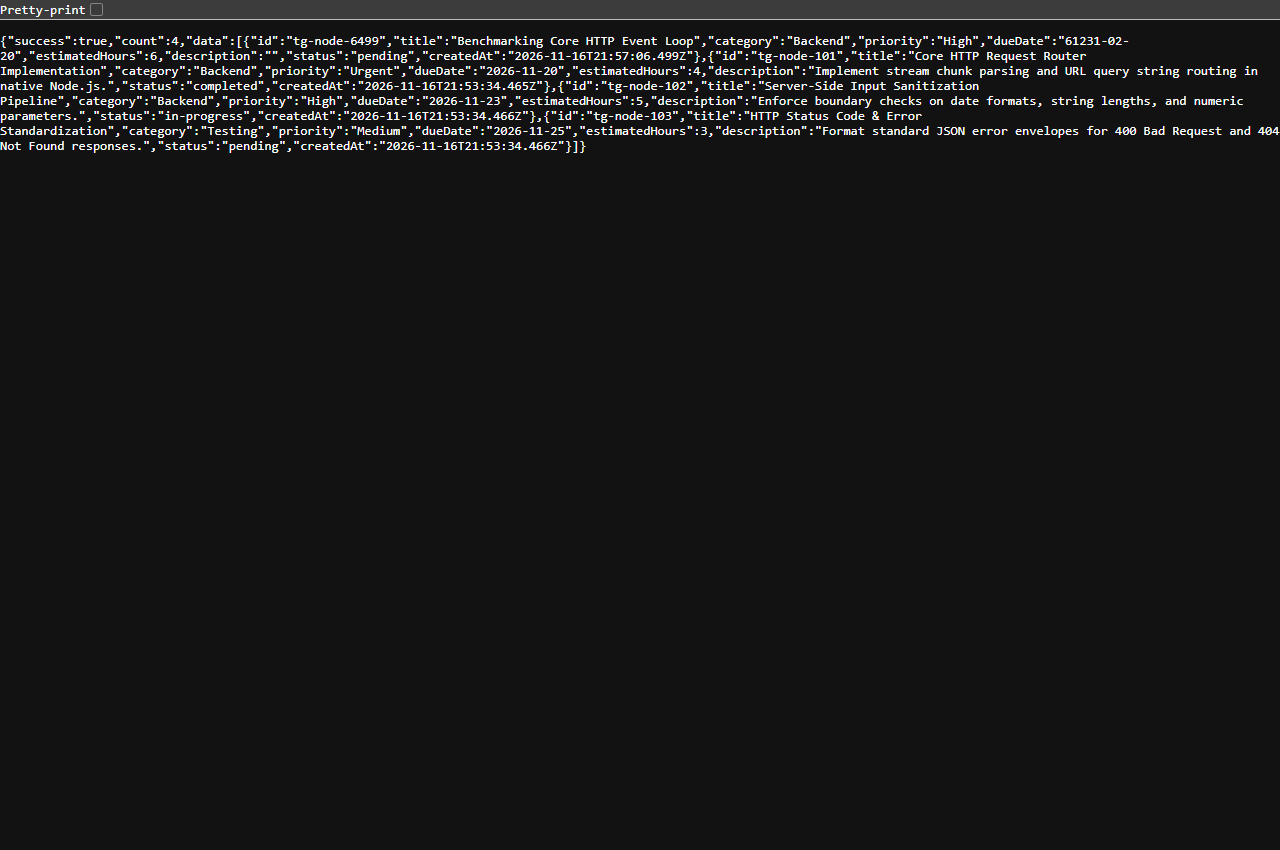 Pretty-print
{"success":true,"count":4,"data":[{"id":"tg-node-6499","title":"Benchmarking Core HTTP Event Loop","category":"Backend","priority":"High","dueDate":"61231-02-
20","estimatedHours":6,"description":"","status":"pending","createdAt":"2026-11-16T21:57:06.499Z"},{"id":"tg-node-101","title":"Core HTTP Request Router
Implementation","category":"Backend","priority":"Urgent","dueDate":"2026-11-20","estimatedHours":4,"description":"Implement stream chunk parsing and URL query string routing in
native Node.js.","status":"completed","createdAt":"2026-11-16T21:53:34.465Z"},{"id":"tg-node-102","title":"Server-Side Input Sanitization
Pipeline","category":"Backend","priority":"High","dueDate":"2026-11-23","estimatedHours":5,"description":"Enforce boundary checks on date formats, string lengths, and numeric
parameters.","status":"in-progress","createdAt":"2026-11-16T21:53:34.466Z"},{"id":"tg-node-103","title":"HTTP Status Code & Error
Standardization","category":"Testing","priority":"Medium","dueDate":"2026-11-25","estimatedHours":3,"description":"Format standard JSON error envelopes for 400 Bad Request and 404
Not Found responses.","status":"pending","createdAt":"2026-11-16T21:53:34.466Z"}]}